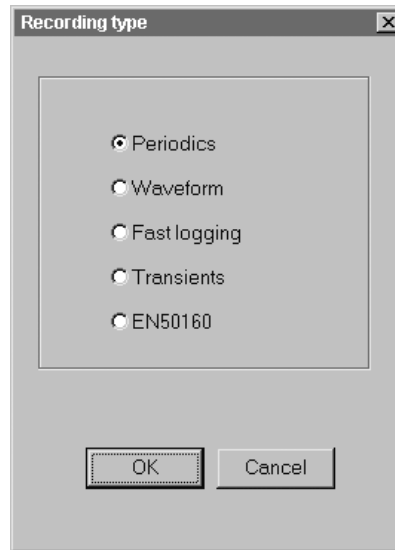 Recording type
Periodics
Waveform
Fast logging
Transients
EN50160
OK Cancel